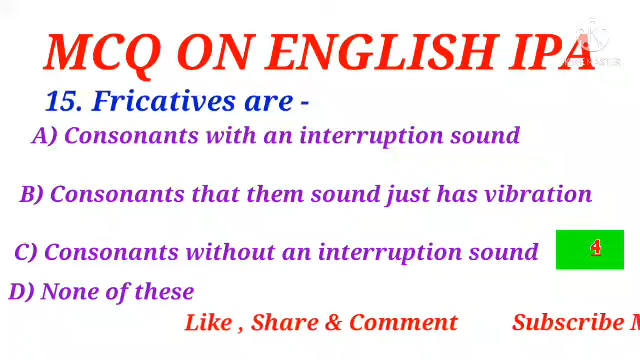 MCQ ON ENGLISH IPA
15. Fricatives are -
A) Consonants with an interruption sound
B) Consonants that them sound just has vibration
C) Consonants without an interruption sound
4
D) None of these
Like , Share & Comment Subscribe M